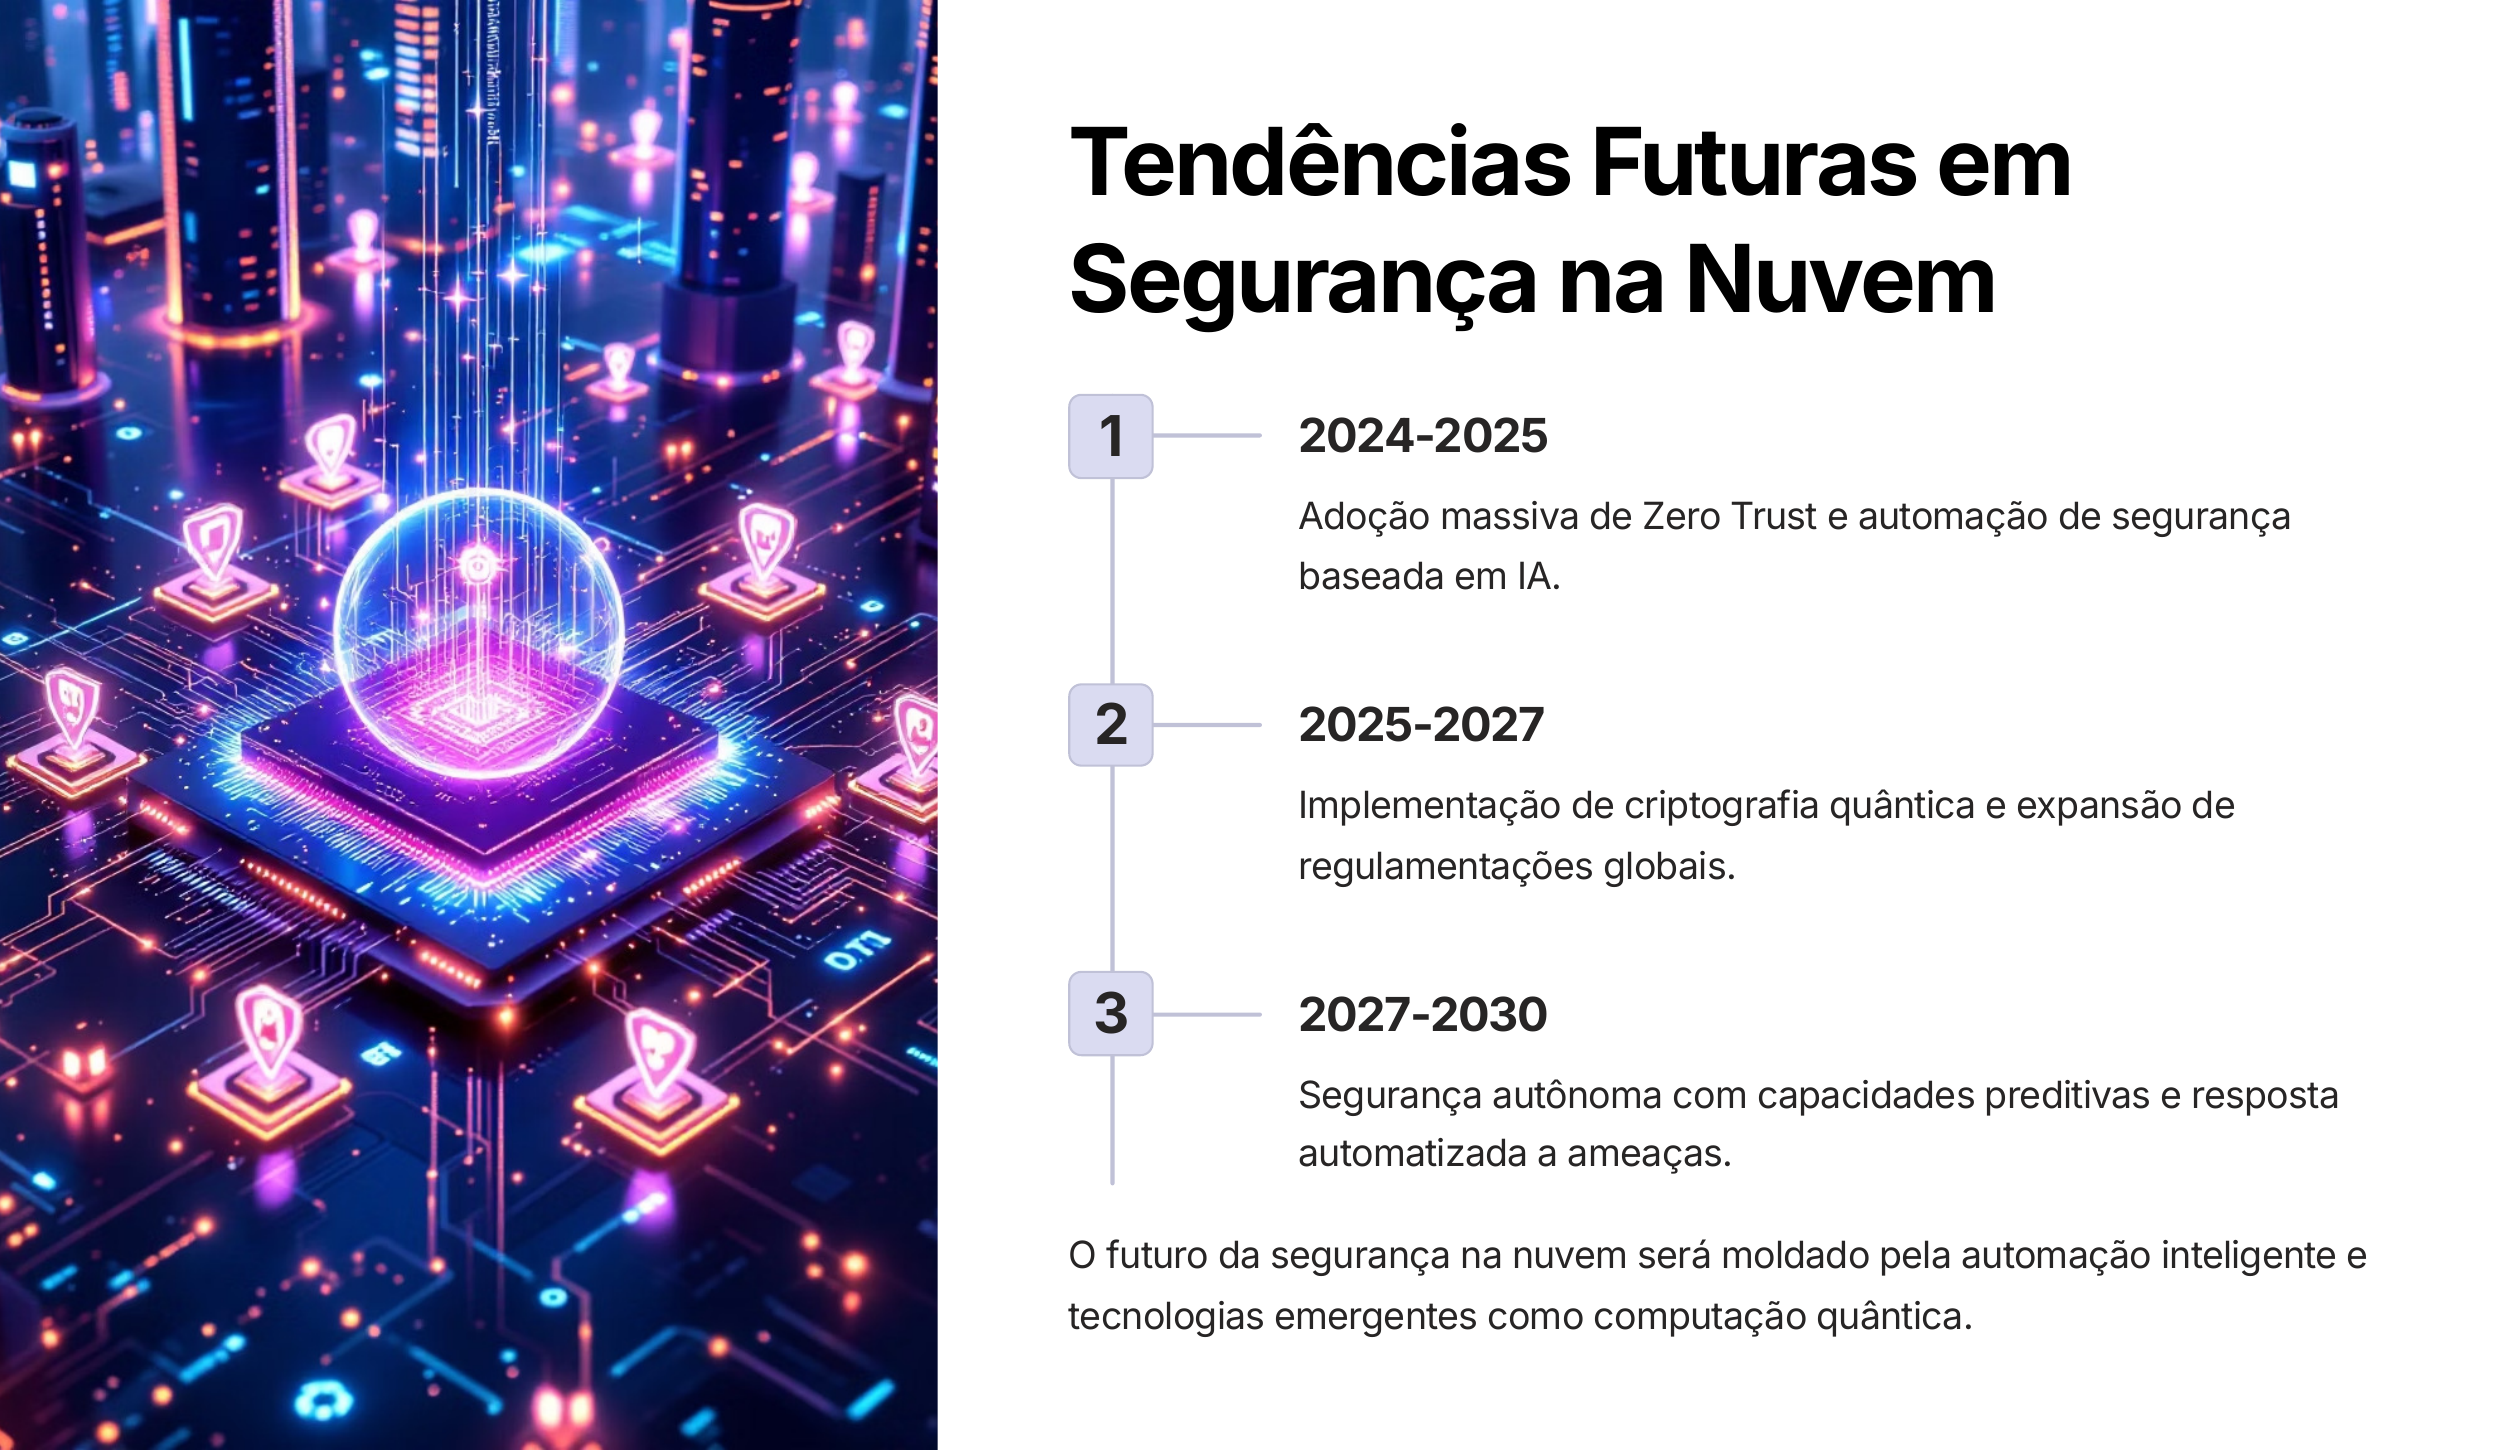 Tendências Futuras em
Segurança na Nuvem
1
2024-2025
Adoção massiva de Zero Trust e automação de segurança
baseada em IA.
2
2025-2027
Implementação de criptografia quântica e expansão de
regulamentações globais.
3
2027-2030
Segurança autônoma com capacidades preditivas e resposta
automatizada a ameaças.
O futuro da segurança na nuvem será moldado pela automação inteligente e
tecnologias emergentes como computação quântica.